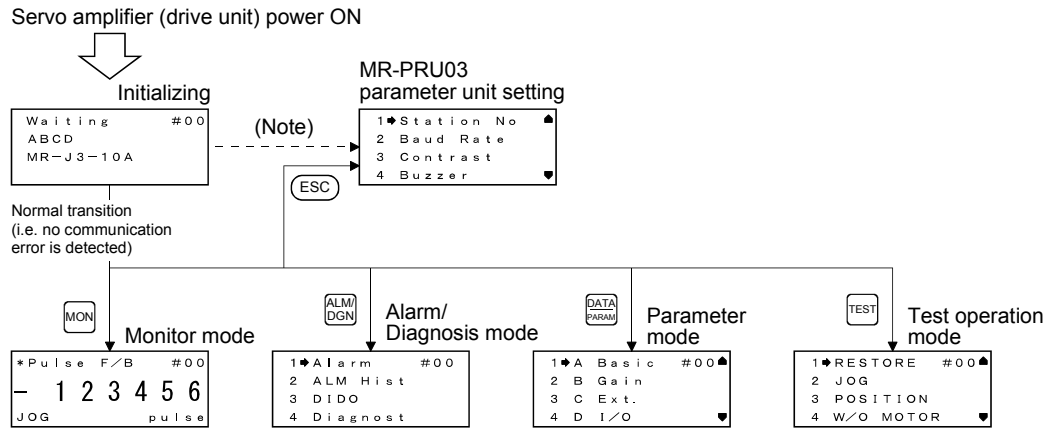 Servo amplifier (drive unit) power ON
Initializing
Waiting #00
ABCD
MR-J3-10A
(Note)
MR-PRU03
parameter unit setting
1 Station No
2 Baud Rate
3 Contrast
4 Buzzer
ESC
Normal transition
(i.e. no communication
error is detected)
MON
Monitor mode
*Pulse F/B #00
- 123456
JOG pulse
ALM/
DGN
Alarm/
Diagnosis mode
1 Alarm #00
2 ALM Hist
3 DIDO
4 Diagnost
DATA
PARAM
Parameter
mode
1 A Basic #00
2 B Gain
3 C Ext.
4 D I/O
TEST
Test operation
mode
1 RESTORE #00
2 JOG
3 POSITION
4 W/O MOTOR